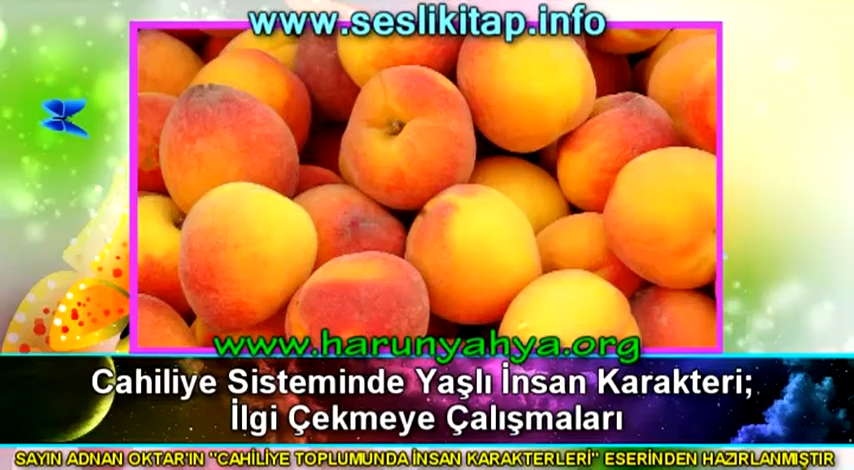 www.seslikitap.info
www.harunyahya.org
Cahiliye Sisteminde Yaşlı İnsan Karakteri;
İlgi Çekmeye Çalışmaları
SAYIN ADNAN OKTAR'IN "CAHİLİYE TOPLUMUNDA İNSAN KARAKTERLERİ" ESERİNDEN HAZIRLANMIŞTIR